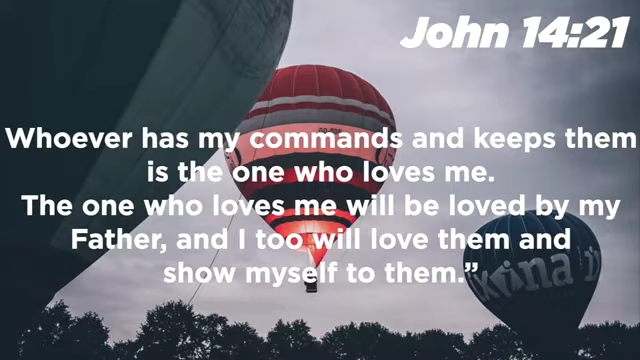 John 14:21
Whoever has my commands and keeps them
is the one who loves me.
The one who loves me will be loved by my
Father, and I too will love them and
show myself to them.”